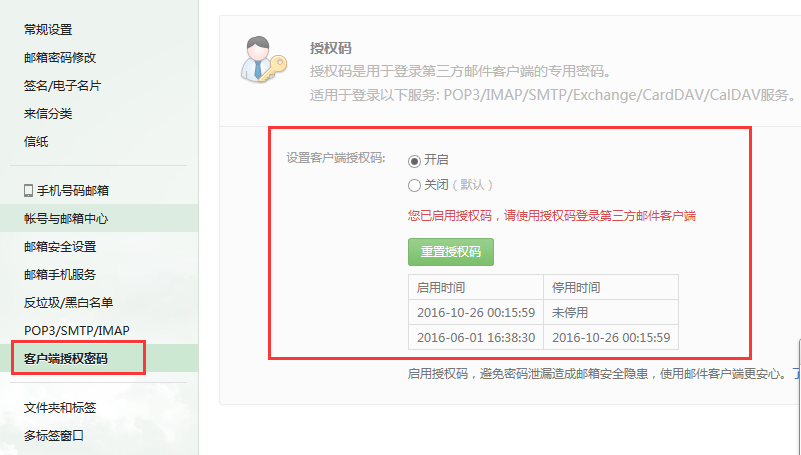 常规设置
邮箱密码修改
签名/电子名片
来信分类
信纸
手机号码邮箱
帐号与邮箱中心
邮箱安全设置
邮箱手机服务
反垃圾/黑白名单
POP3/SMTP/IMAP
客户端授权密码
文件夹和标签
多标签窗口
授权码
授权码是用于登录第三方邮件客户端的专用密码。
适用于登录以下服务: POP3/IMAP/SMTP/Exchange/CardDAV/CalDAV服务。
设置客户端授权码: 开启
关闭（默认）
您已启用授权码，请使用授权码登录第三方邮件客户端
重置授权码
启用时间 停用时间
2016-10-26 00:15:59 未停用
2016-06-01 16:38:30 2016-10-26 00:15:59
启用授权码，避免密码泄漏造成邮箱安全隐患，使用邮件客户端更安心。